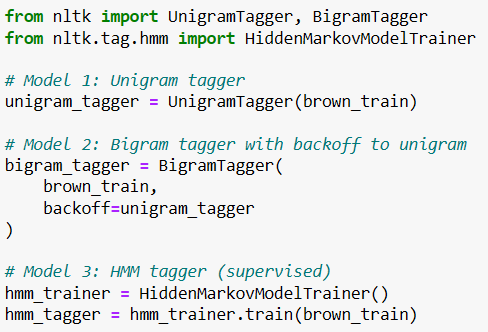 from nltk import UnigramTagger, BigramTagger
from nltk.tag.hmm import HiddenMarkovModelTrainer

# Model 1: Unigram tagger
unigram_tagger = UnigramTagger(brown_train)

# Model 2: Bigram tagger with backoff to unigram
bigram_tagger = BigramTagger(
    brown_train,
    backoff=unigram_tagger
)

# Model 3: HMM tagger (supervised)
hmm_trainer = HiddenMarkovModelTrainer()
hmm_tagger = hmm_trainer.train(brown_train)